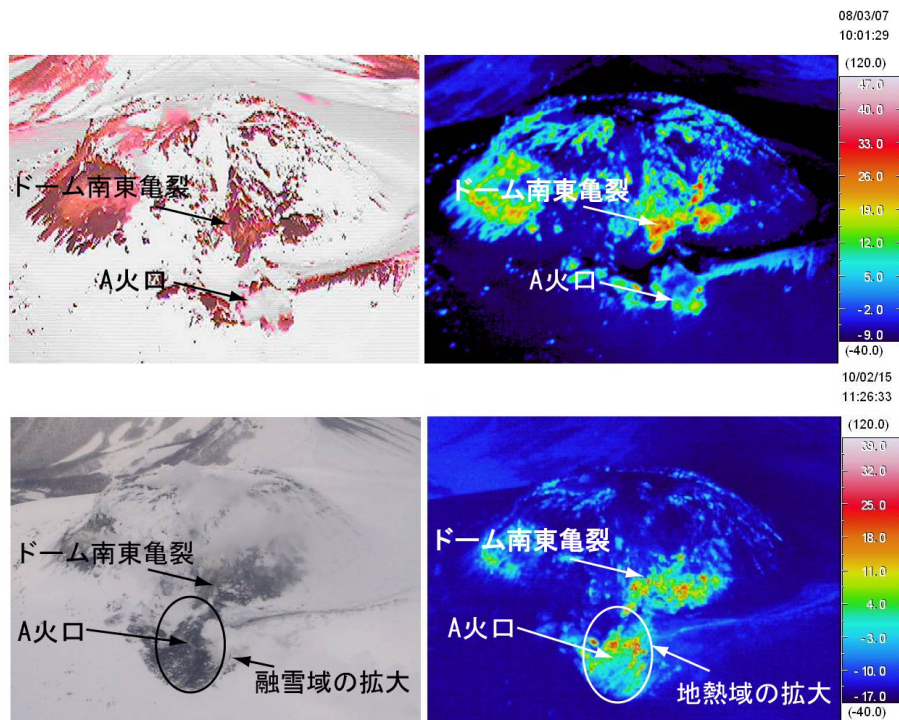 08/03/07
10:01:29
(120.0)
47.0
40.0
33.0
26.0
19.0
12.0
5.0
-2.0
-9.0
(-40.0)
ドーム南東亀裂
A火口
ドーム南東亀裂
A火口
10/02/15
11:26:33
(120.0)
39.0
32.0
25.0
18.0
11.0
4.0
-3.0
-10.0
-17.0
(-40.0)
ドーム南東亀裂
A火口
融雪域の拡大
ドーム南東亀裂
A火口
地熱域の拡大